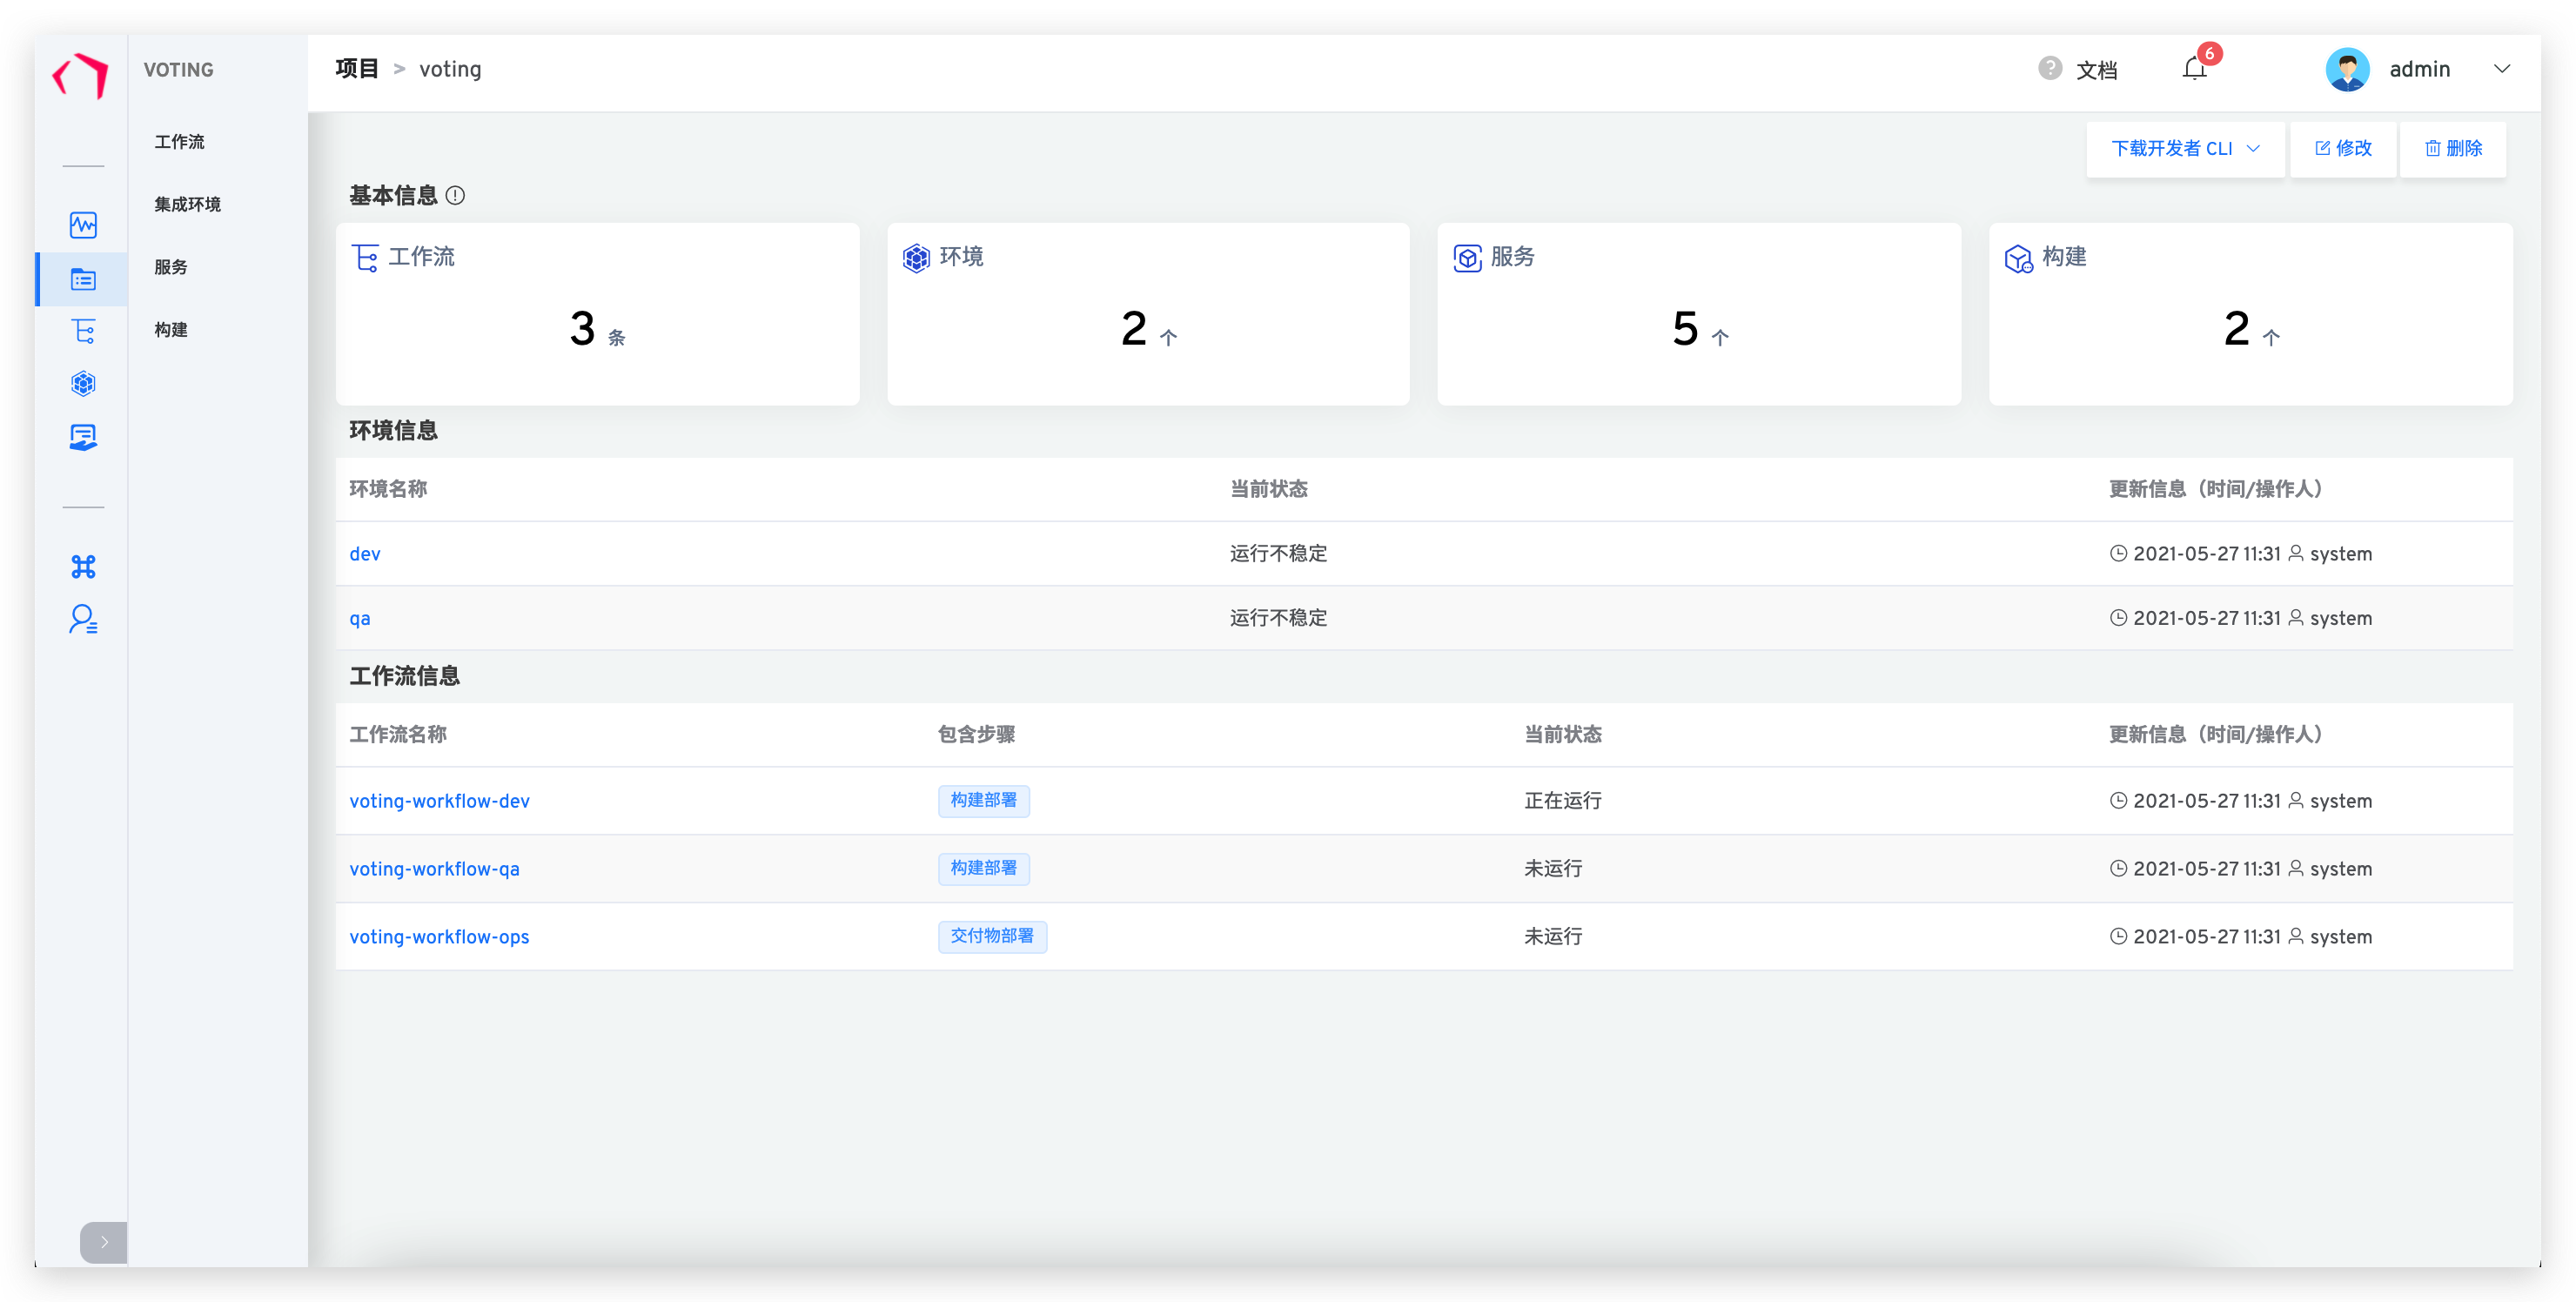 VOTING
工作流
集成环境
服务
构建
项目 > voting
文档
6
admin
下载开发者 CLI
修改
删除
基本信息
工作流
3 条
环境
2 个
服务
5 个
构建
2 个
环境信息
环境名称 当前状态 更新信息（时间/操作人）
dev 运行不稳定 2021-05-27 11:31 system
qa 运行不稳定 2021-05-27 11:31 system
工作流信息
工作流名称 包含步骤 当前状态 更新信息（时间/操作人）
voting-workflow-dev 构建部署 正在运行 2021-05-27 11:31 system
voting-workflow-qa 构建部署 未运行 2021-05-27 11:31 system
voting-workflow-ops 交付物部署 未运行 2021-05-27 11:31 system